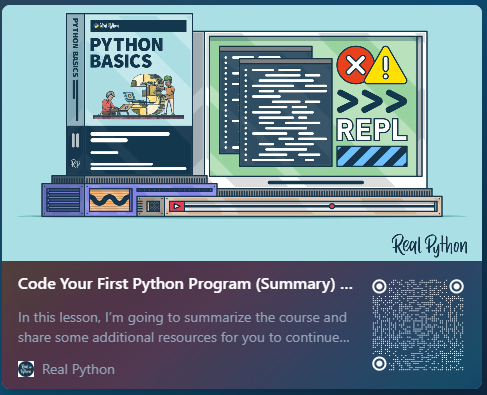 PYTHON BASICS
Real Python
PYTHON
BASICS
>>>
REPL
Real Python
Code Your First Python Program (Summary) ...
In this lesson, I'm going to summarize the course and
share some additional resources for you to continue...
Real Python